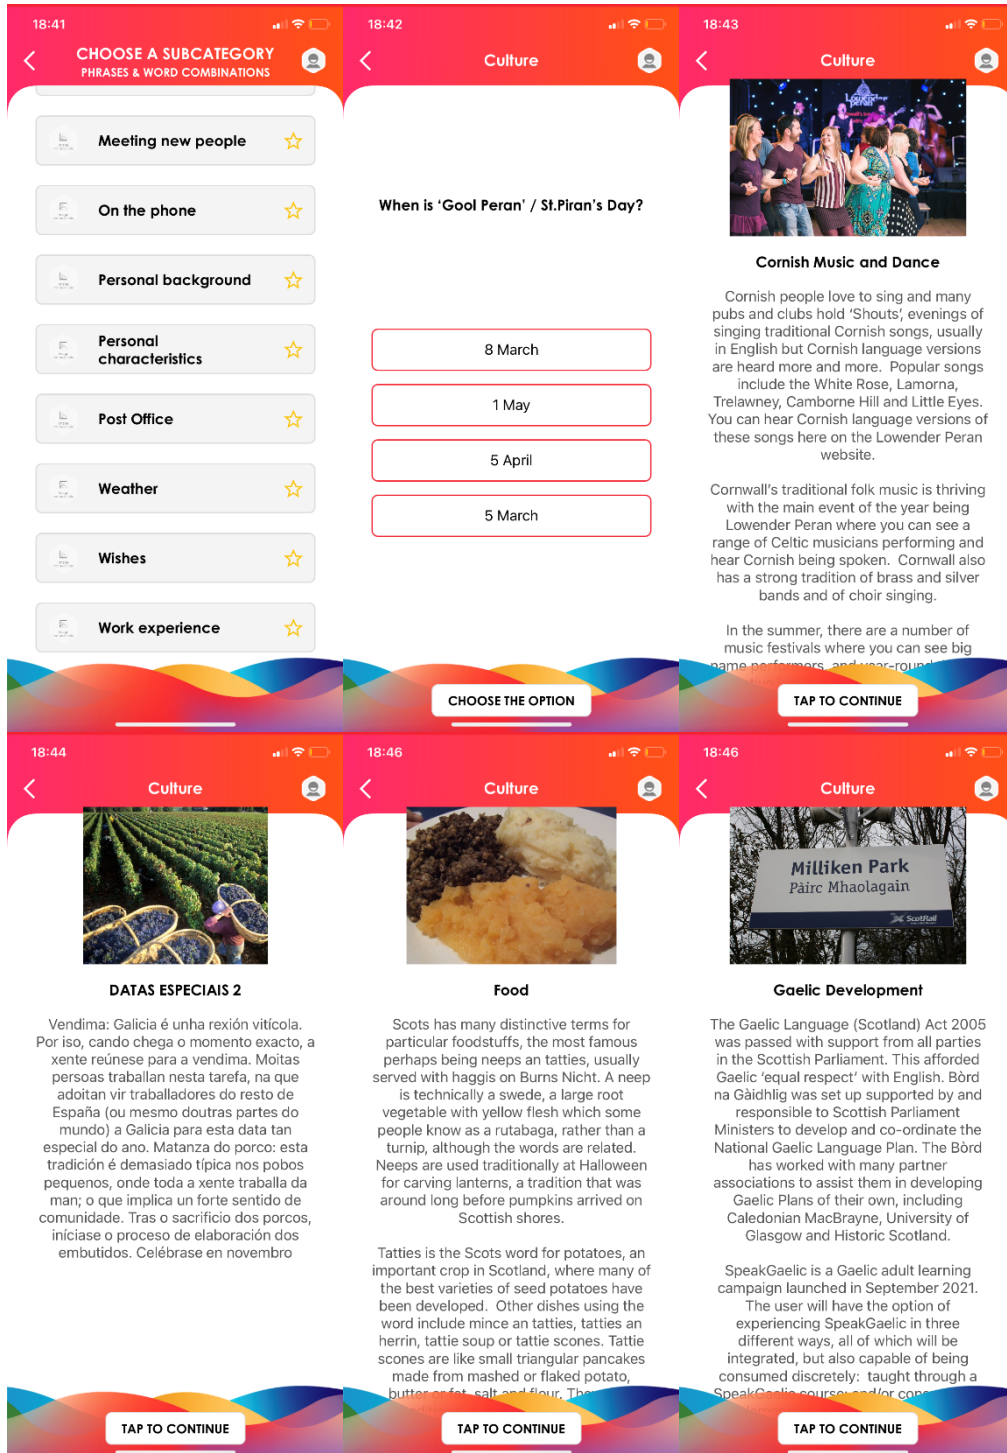 18:41
CHOOSE A SUBCATEGORY
PHRASES & WORD COMBINATIONS
Meeting new people
On the phone
Personal background
Personal
characteristics
Post Office
Weather
Wishes
Work experience
18:42
Culture
When is ‘Gool Peran’ / St.Piran’s Day?
8 March
1 May
5 April
5 March
CHOOSE THE OPTION
18:43
Culture
Lowender
Peran
Cornish Music and Dance
Cornish people love to sing and many
pubs and clubs hold ‘Shouts’, evenings of
singing traditional Cornish songs, usually
in English but Cornish language versions
are heard more and more. Popular songs
include the White Rose, Lamorna,
Trelawney, Camborne Hill and Little Eyes.
You can hear Cornish language versions of
these songs here on the Lowender Peran
website.
Cornwall’s traditional folk music is thriving
with the main event of the year being
Lowender Peran where you can see a
range of Celtic musicians performing and
hear Cornish being spoken. Cornwall also
has a strong tradition of brass and silver
bands and of choir singing.
In the summer, there are a number of
music festivals where you can see big
name performers, and year-round
TAP TO CONTINUE
18:44
Culture
DATAS ESPECIAIS 2
Vendima: Galicia é unha rexión vitícola.
Por iso, cando chega o momento exacto, a
xente reúnese para a vendima. Moitas
persoas traballan nesta tarefa, na que
adoitan vir traballadores do resto de
España (ou mesmo doutras partes do
mundo) a Galicia para esta data tan
especial do ano. Matanza do porco: esta
tradición é demasiado típica nos pobos
pequenos, onde toda a xente traballa da
man; o que implica un forte sentido de
comunidade. Tras o sacrificio dos porcos,
iníciase o proceso de elaboración dos
embutidos. Celébrase en novembro
TAP TO CONTINUE
18:46
Culture
Food
Scots has many distinctive terms for
particular foodstuffs, the most famous
perhaps being neeps an tatties, usually
served with haggis on Burns Nicht. A neep
is technically a swede, a large root
vegetable with yellow flesh which some
people know as a rutabaga, rather than a
turnip, although the words are related.
Neeps are used traditionally at Halloween
for carving lanterns, a tradition that was
around long before pumpkins arrived on
Scottish shores.
Tatties is the Scots word for potatoes, an
important crop in Scotland, where many of
the best varieties of seed potatoes have
been developed. Other dishes using the
word include mince an tatties, tatties an
herrin, tattie soup or tattie scones. Tattie
scones are like small triangular pancakes
made from mashed or flaked potato,
butter or fat, salt and flour.
TAP TO CONTINUE
18:46
Culture
Milliken Park
Pàirc Mhaolagain
ScotRail
Gaelic Development
The Gaelic Language (Scotland) Act 2005
was passed with support from all parties
in the Scottish Parliament. This afforded
Gaelic ‘equal respect’ with English. Bòrd
na Gàidhlig was set up supported by and
responsible to Scottish Parliament
Ministers to develop and co-ordinate the
National Gaelic Language Plan. The Bòrd
has worked with many partner
associations to assist them in developing
Gaelic Plans of their own, including
Caledonian MacBrayne, University of
Glasgow and Historic Scotland.
SpeakGaelic is a Gaelic adult learning
campaign launched in September 2021.
The user will have the option of
experiencing SpeakGaelic in three
different ways, all of which will be
integrated, but also capable of being
consumed discretely: taught through a
SpeakGaelic course; and/or
TAP TO CONTINUE